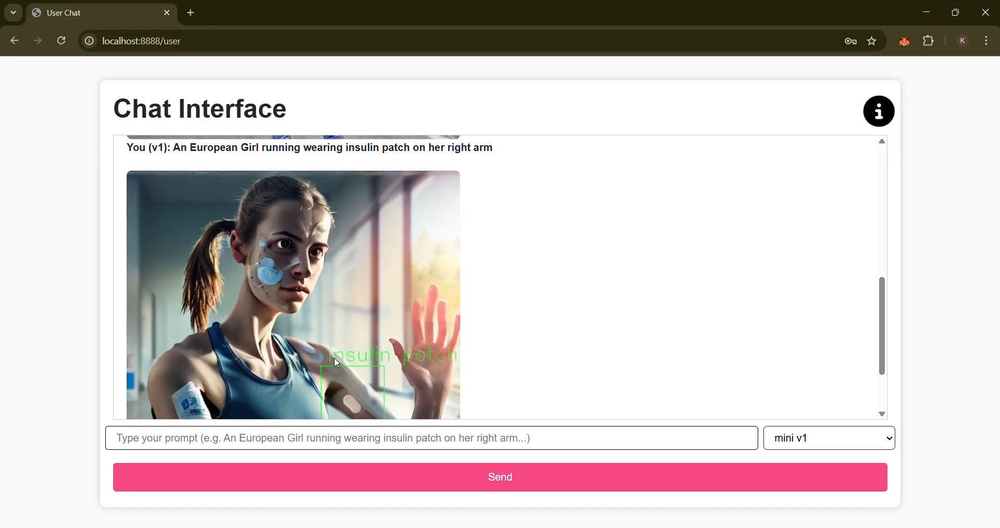 User Chat
localhost:8888/user
K
Chat Interface
You (v1): An European Girl running wearing insulin patch on her right arm
insulin patch
Type your prompt (e.g. An European Girl running wearing insulin patch on her right arm...)
mini v1
Send